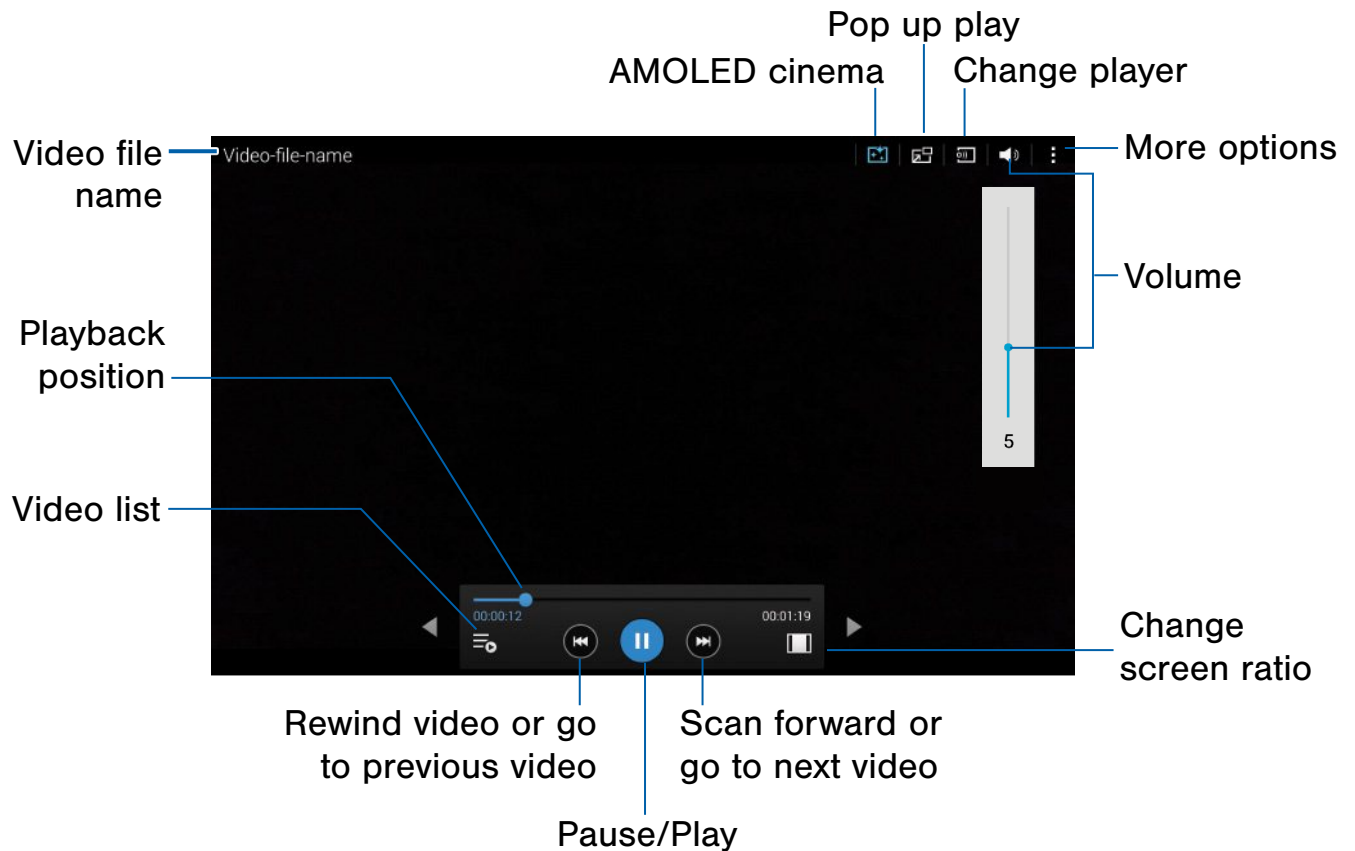 Pop up play
AMOLED cinema
Change player
Video file
name
Video-file-name
More options
Volume
Playback
position
5
Video list
00:00:12
00:01:19
Change
screen ratio
Rewind video or go
to previous video
Scan forward or
go to next video
Pause/Play